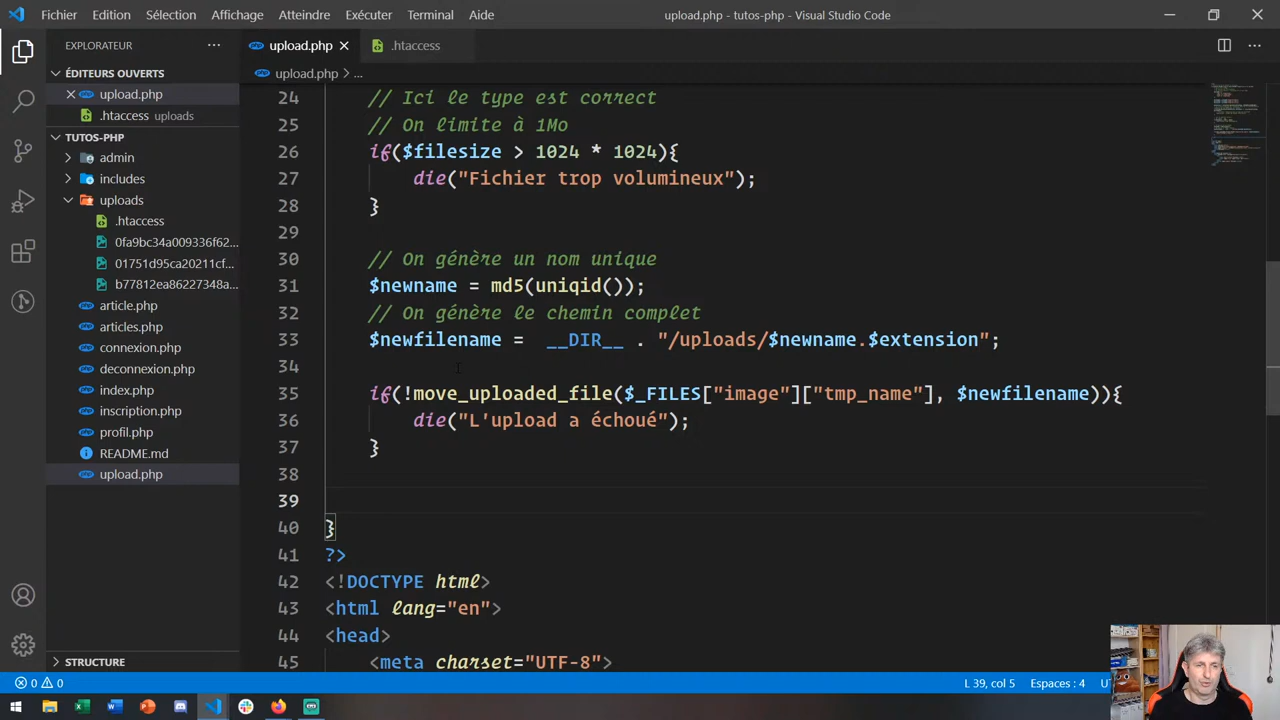 Fichier Edition Sélection Affichage Atteindre Exécuter Terminal Aide
upload.php - tutos-php - Visual Studio Code
EXPLORATEUR
upload.php
.htaccess
ÉDITEURS OUVERTS
upload.php > ...
upload.php
.htaccess uploads
TUTOS-PHP
admin
includes
uploads
.htaccess
0fa9bc34a009336f62...
01751d95ca20211cf...
b77812ea86227348a...
article.php
articles.php
connexion.php
deconnexion.php
index.php
inscription.php
profil.php
README.md
upload.php
STRUCTURE
24 // Ici le type est correct
25 // On limite à 1Mo
26 if($filesize > 1024 * 1024){
27 die("Fichier trop volumineux");
28 }
29
30 // On génère un nom unique
31 $newname = md5(uniqid());
32 // On génère le chemin complet
33 $newfilename = __DIR__ . "/uploads/$newname.$extension";
34
35 if(!move_uploaded_file($_FILES["image"]["tmp_name"], $newfilename)){
36 die("L'upload a échoué");
37 }
38
39
40 }
41 ?>
42 <!DOCTYPE html>
43 <html lang="en">
44 <head>
45 <meta charset="UTF-8">
0 0
L 39, col 5 Espaces : 4